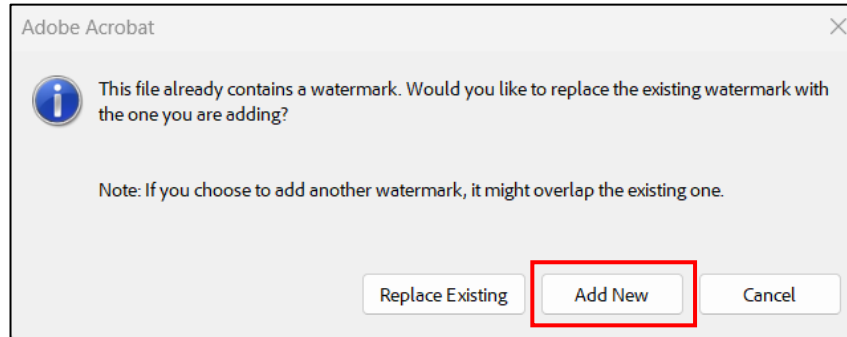 Adobe Acrobat
This file already contains a watermark. Would you like to replace the existing watermark with
the one you are adding?
Note: If you choose to add another watermark, it might overlap the existing one.
Replace Existing Add New Cancel